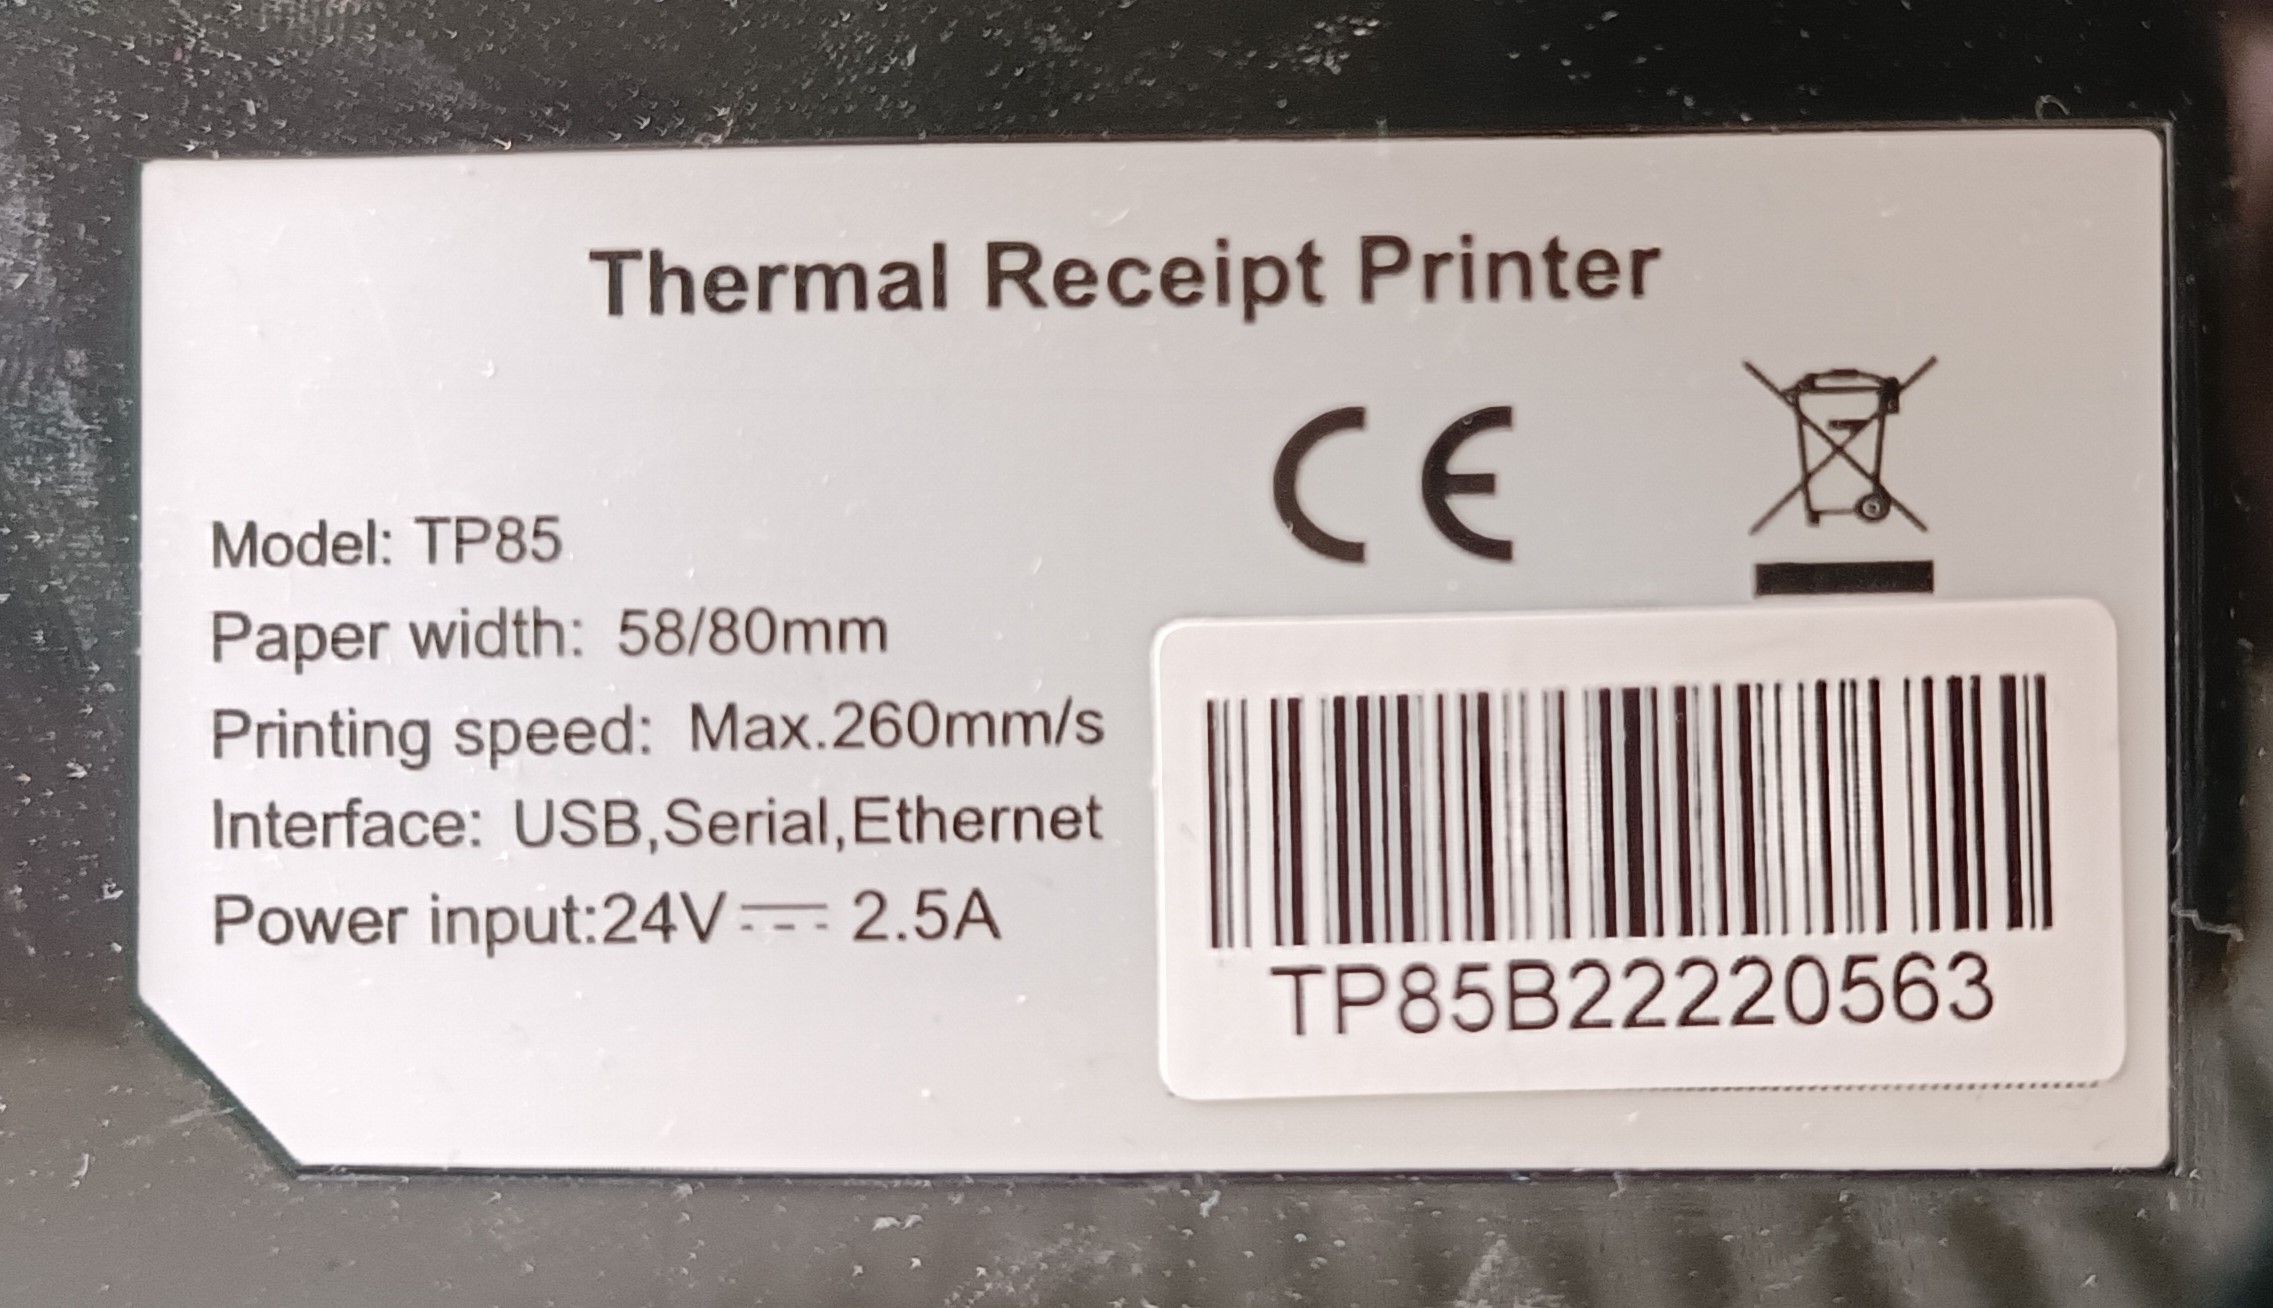 Thermal Receipt Printer
CE
Model: TP85
Paper width: 58/80mm
Printing speed: Max.260mm/s
Interface: USB,Serial,Ethernet
Power input:24V⎓2.5A
TP85B22220563